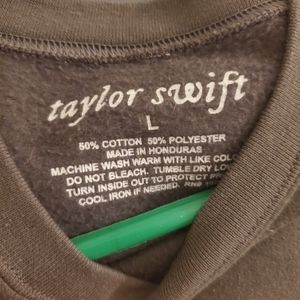 taylor swift
L
50% COTTON 50% POLYESTER
MADE IN HONDURAS
MACHINE WASH WARM WITH LIKE
DO NOT BLEACH. TUMBLE DRY
TURN INSIDE OUT TO PROTECT
COOL IRON IF NEEDED. RN#